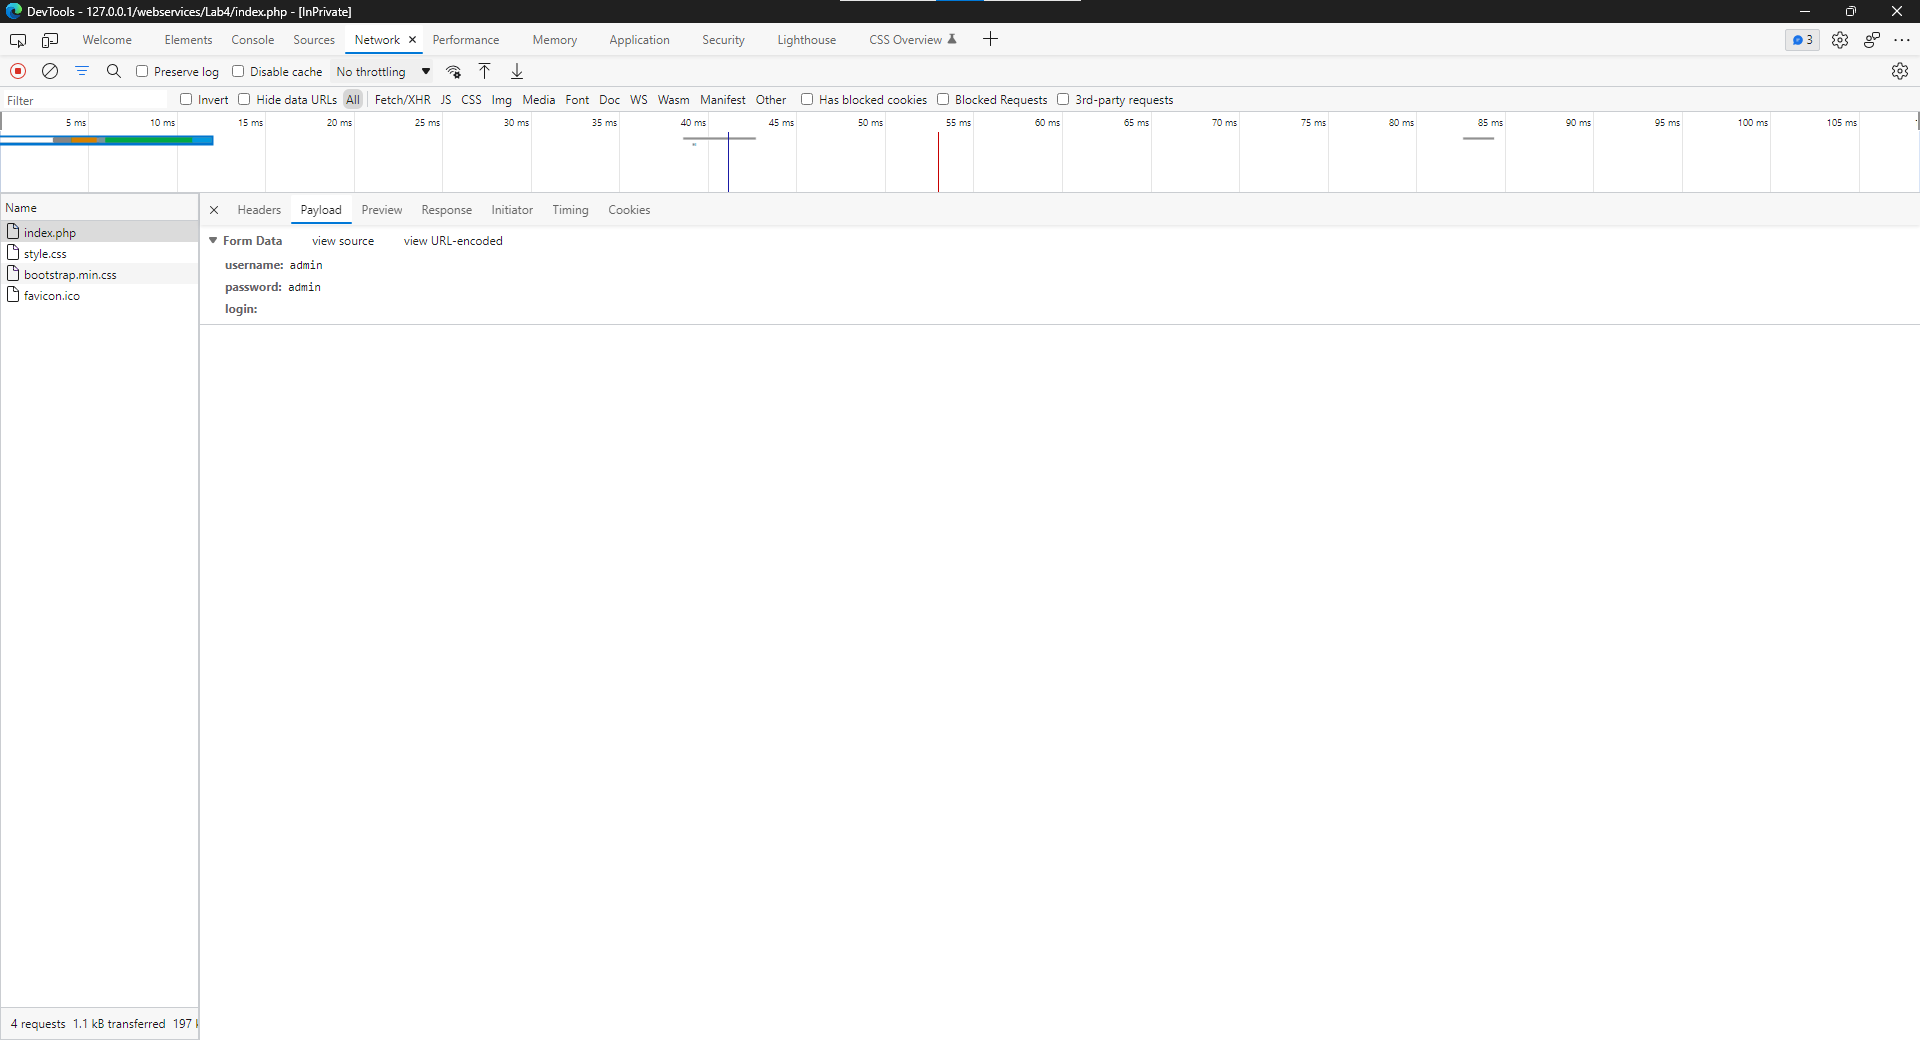 DevTools - 127.0.0.1/webservices/Lab4/index.php - [InPrivate]
Welcome Elements Console Sources Network Performance Memory Application Security Lighthouse CSS Overview 3
Preserve log Disable cache No throttling
Filter Invert Hide data URLs All Fetch/XHR JS CSS Img Media Font Doc WS Wasm Manifest Other Has blocked cookies Blocked Requests 3rd-party requests
5 ms 10 ms 15 ms 20 ms 25 ms 30 ms 35 ms 40 ms 45 ms 50 ms 55 ms 60 ms 65 ms 70 ms 75 ms 80 ms 85 ms 90 ms 95 ms 100 ms 105 ms
Name
index.php
style.css
bootstrap.min.css
favicon.ico
Headers Payload Preview Response Initiator Timing Cookies
Form Data view source view URL-encoded
username: admin
password: admin
login:
4 requests 1.1 kB transferred 197